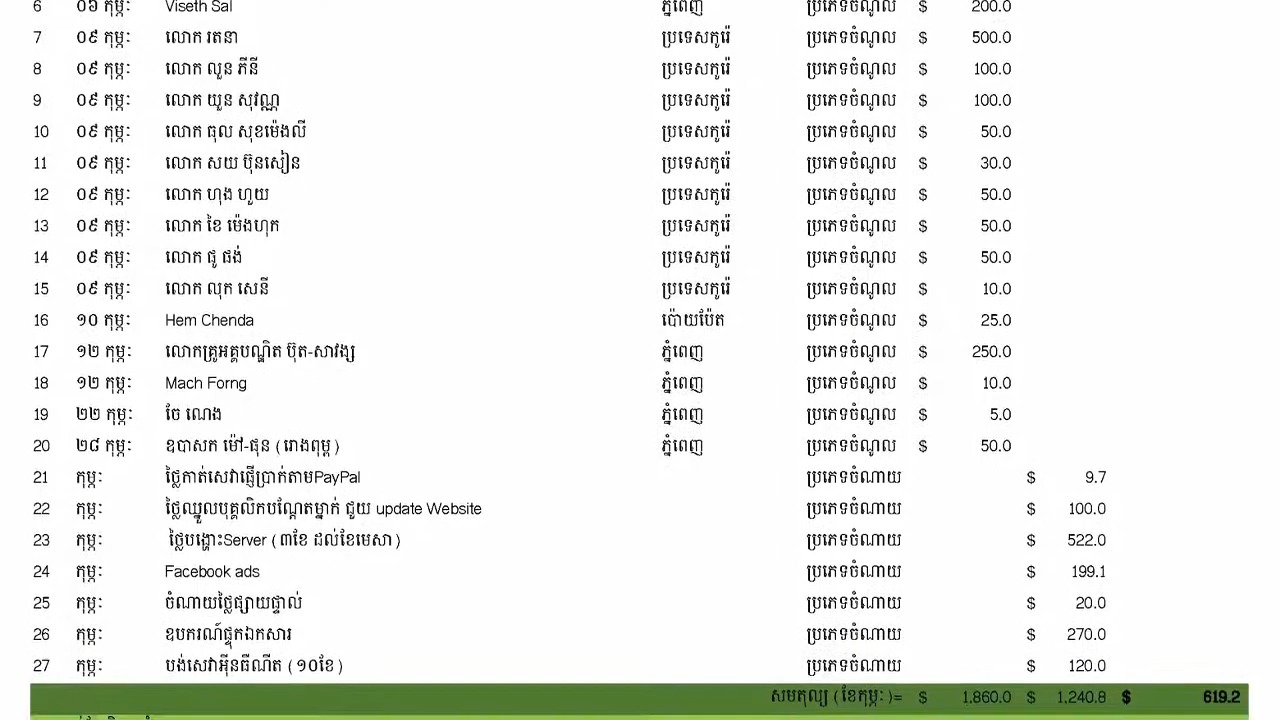 6 ០៦ កុម្ភៈ Viseth Sal ភ្នំពេញ ប្រភេទចំណូល $ 200.0
7 ០៩ កុម្ភៈ លោក រតនា ប្រទេសកូរ៉េ ប្រភេទចំណូល $ 500.0
8 ០៩ កុម្ភៈ លោក លួន ភីនី ប្រទេសកូរ៉េ ប្រភេទចំណូល $ 100.0
9 ០៩ កុម្ភៈ លោក យួន សុវណ្ណ ប្រទេសកូរ៉េ ប្រភេទចំណូល $ 100.0
10 ០៩ កុម្ភៈ លោក ធុល សុខម៉េងលី ប្រទេសកូរ៉េ ប្រភេទចំណូល $ 50.0
11 ០៩ កុម្ភៈ លោក សយ ប៊ុនសៀន ប្រទេសកូរ៉េ ប្រភេទចំណូល $ 30.0
12 ០៩ កុម្ភៈ លោក ហុង ហួយ ប្រទេសកូរ៉េ ប្រភេទចំណូល $ 50.0
13 ០៩ កុម្ភៈ លោក ខៃ ម៉េងហុក ប្រទេសកូរ៉េ ប្រភេទចំណូល $ 50.0
14 ០៩ កុម្ភៈ លោក ជូ ផង់ ប្រទេសកូរ៉េ ប្រភេទចំណូល $ 50.0
15 ០៩ កុម្ភៈ លោក លុក សេនី ប្រទេសកូរ៉េ ប្រភេទចំណូល $ 10.0
16 ១០ កុម្ភៈ Hem Chenda ប៉ោយប៉ែត ប្រភេទចំណូល $ 25.0
17 ១២ កុម្ភៈ លោកគ្រូអគ្គបណ្ឌិត ប៊ុត-សាវង្ស ភ្នំពេញ ប្រភេទចំណូល $ 250.0
18 ១២ កុម្ភៈ Mach Forng ភ្នំពេញ ប្រភេទចំណូល $ 10.0
19 ២២ កុម្ភៈ ចែ ណេង ភ្នំពេញ ប្រភេទចំណូល $ 5.0
20 ២៨ កុម្ភៈ ឧបាសក ម៉ៅ-ផុន (រោងពុម្ព) ភ្នំពេញ ប្រភេទចំណូល $ 50.0
21 កុម្ភៈ ថ្លៃកាត់សេវាផ្ញើប្រាក់តាមPayPal ប្រភេទចំណាយ $ 9.7
22 កុម្ភៈ ថ្លៃឈ្នួលបុគ្គលិកបណ្តែតម្នាក់ ជួយ update Website ប្រភេទចំណាយ $ 100.0
23 កុម្ភៈ ថ្លៃបង្ហោះServer (៣ខែ ដល់ខែមេសា) ប្រភេទចំណាយ $ 522.0
24 កុម្ភៈ Facebook ads ប្រភេទចំណាយ $ 199.1
25 កុម្ភៈ ចំណាយថ្លៃផ្សាយផ្ទាល់ ប្រភេទចំណាយ $ 20.0
26 កុម្ភៈ ឧបករណ៍ផ្ទុកឯកសារ ប្រភេទចំណាយ $ 270.0
27 កុម្ភៈ បង់សេវាអ៊ីនធឺណីត (១០ខែ) ប្រភេទចំណាយ $ 120.0
សមតុល្យ (ខែកុម្ភៈ)= $ 1,860.0 $ 1,240.8 $ 619.2